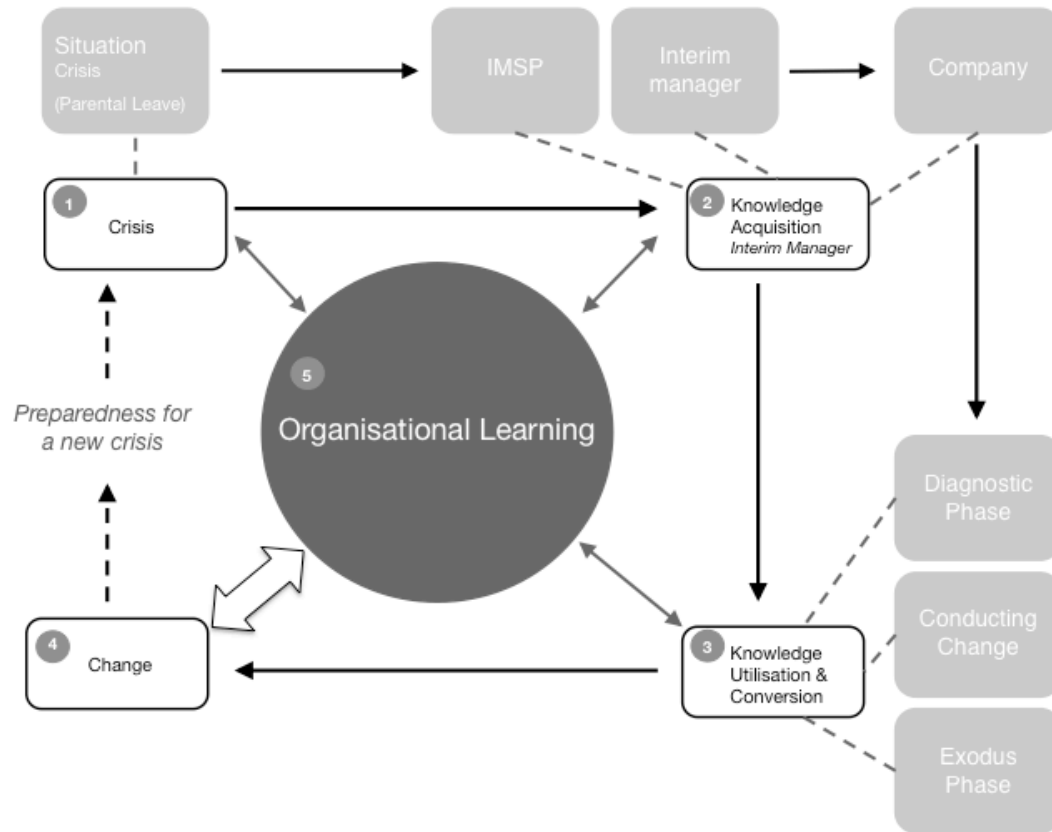 Situation
Crisis
(Parental Leave)
IMSP
Interim
manager
Company
1
Crisis
2
Knowledge
Acquisition
Interim Manager
5
Organisational Learning
Preparedness for
a new crisis
Diagnostic
Phase
Conducting
Change
4
Change
3
Knowledge
Utilisation &
Conversion
Exodus
Phase